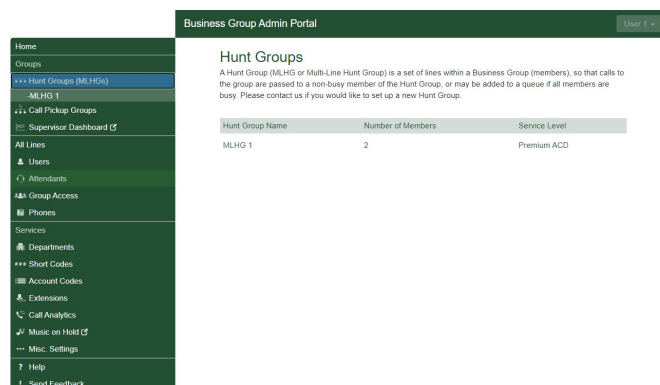 Business Group Admin Portal
User 1
Home
Groups
Hunt Groups (MLHGs)
-MLHG 1
Call Pickup Groups
Supervisor Dashboard
All Lines
Users
Attendants
Group Access
Phones
Services
Departments
Short Codes
Account Codes
Extensions
Call Analytics
Music on Hold
Misc. Settings
? Help
! Send Feedback
Hunt Groups
A Hunt Group (MLHG or Multi-Line Hunt Group) is a set of lines within a Business Group (members), so that calls to
the group are passed to a non-busy member of the Hunt Group, or may be added to a queue if all members are
busy. Please contact us if you would like to set up a new Hunt Group.
Hunt Group Name Number of Members Service Level
MLHG 1 2 Premium ACD